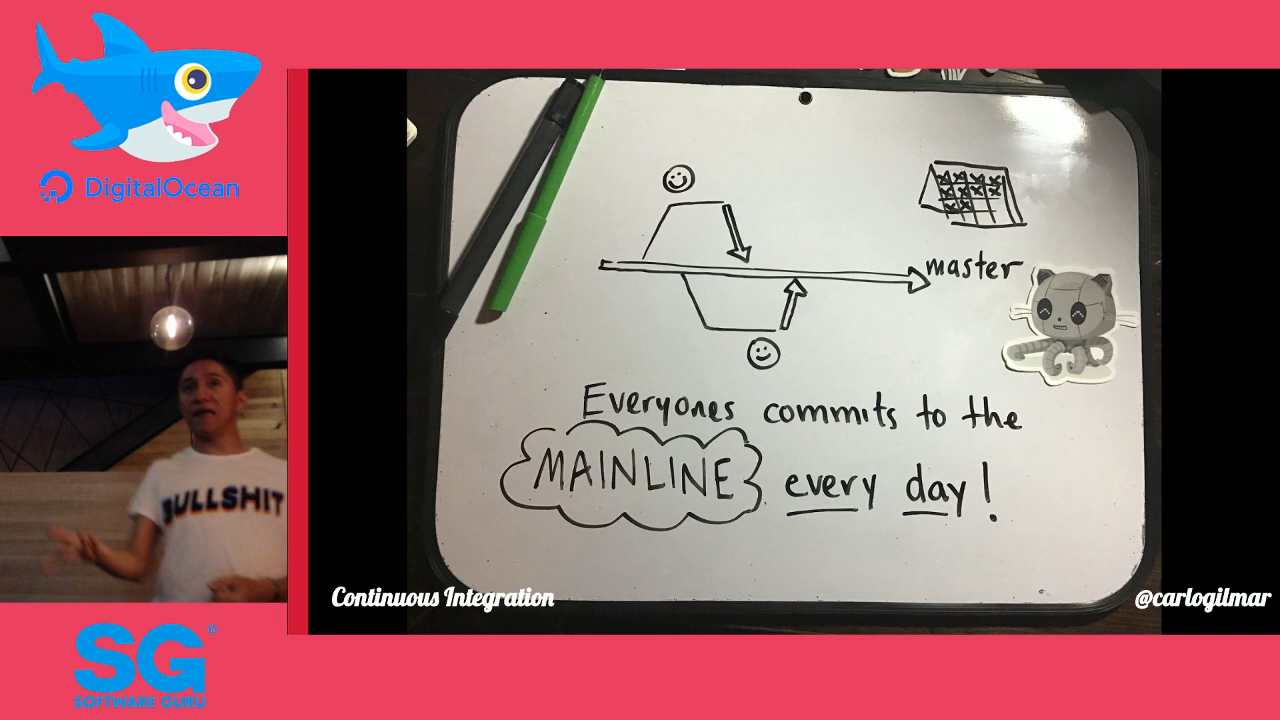 DigitalOcean
BULLSHIT
SG®
SOFTWARE GURU
master
Everyones commits to the
MAINLINE every day!
Continuous Integration
@carlogilmar